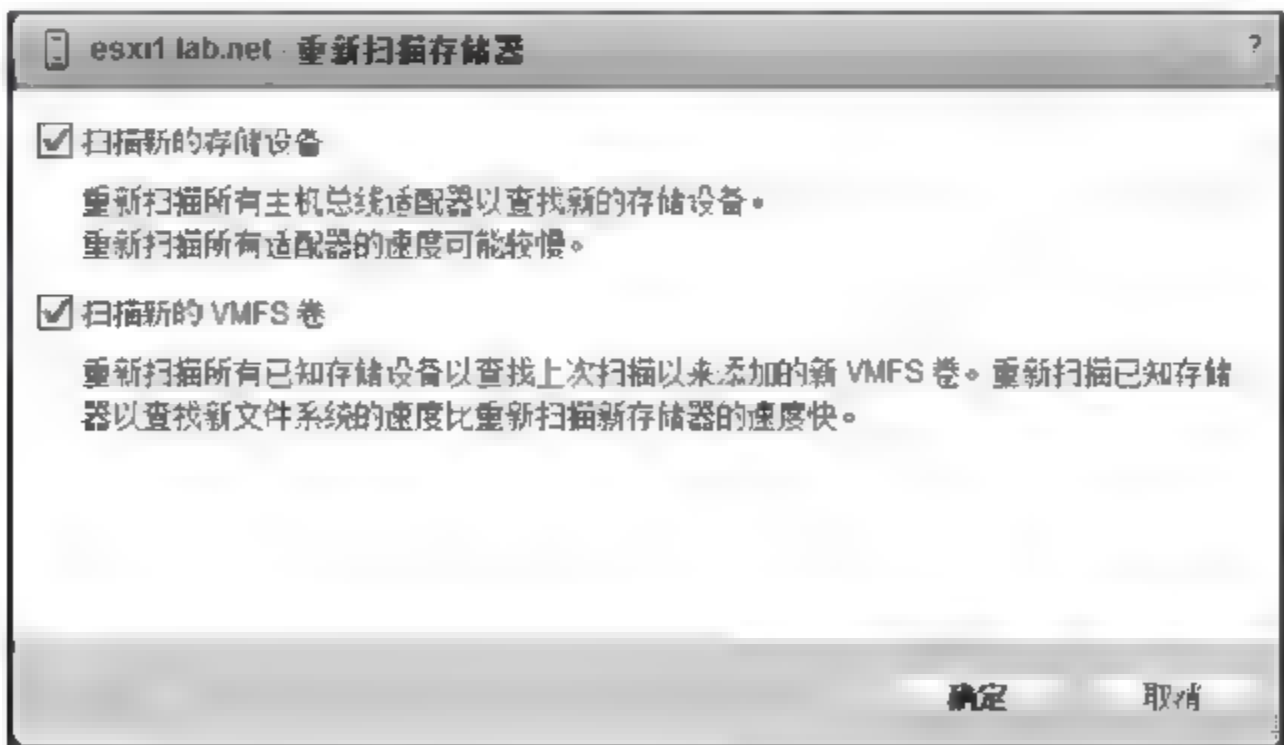 esxi1 lab.net - 重新扫描存储器
?
扫描新的存储设备
重新扫描所有主机总线适配器以查找新的存储设备。
重新扫描所有适配器的速度可能较慢。
扫描新的 VMFS 卷
重新扫描所有已知存储设备以查找上次扫描以来添加的新 VMFS 卷。重新扫描已知存储
器以查找新文件系统的速度比重新扫描新存储器的速度快。
确定
取消